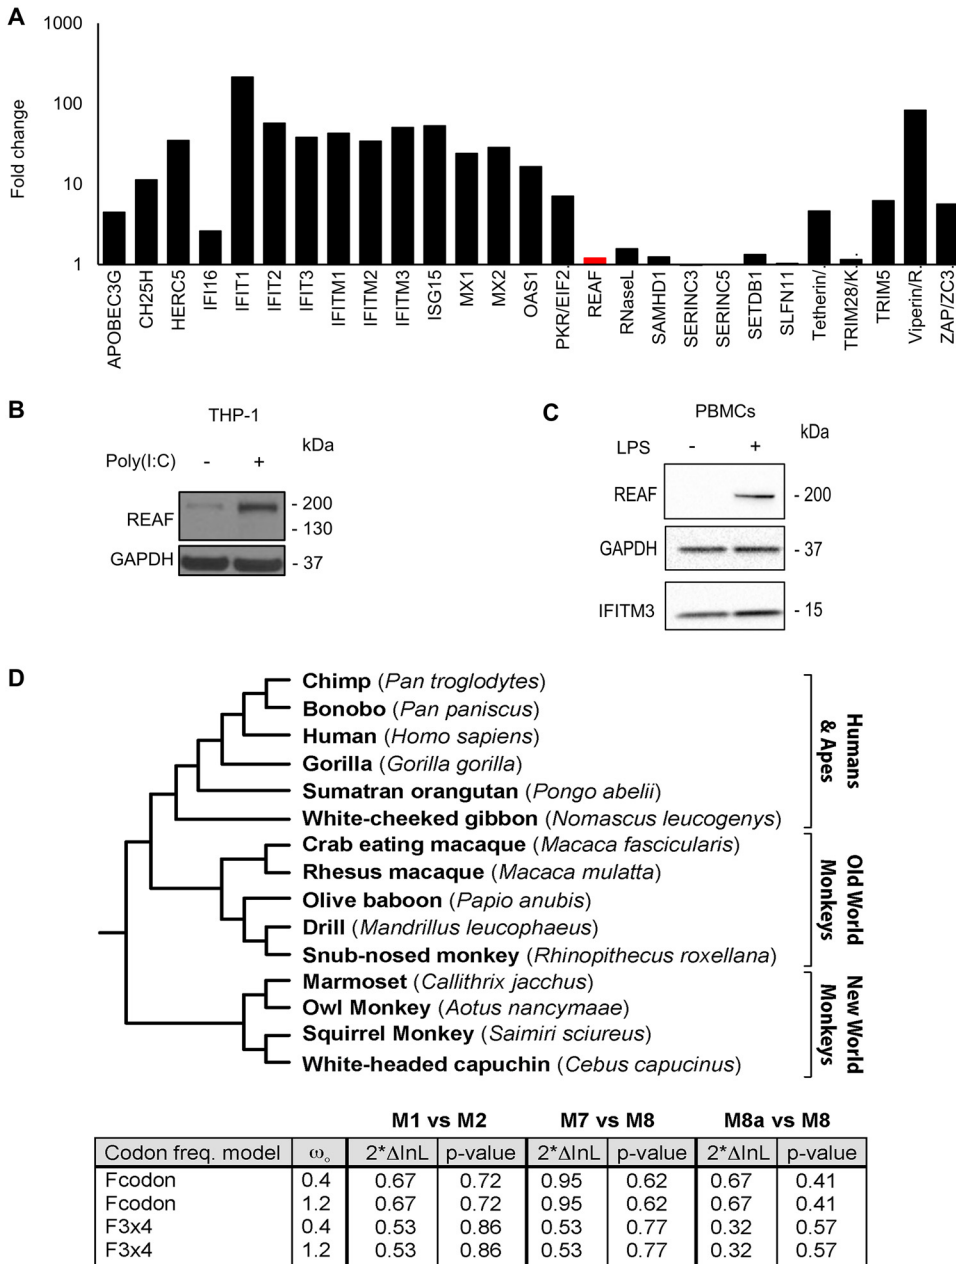 A
1000
100
10
1
Fold change
APOBEC3G
CH25H
HERC5
IFI16
IFIT1
IFIT2
IFIT3
IFITM1
IFITM2
IFITM3
ISG15
MX1
MX2
OAS1
PKR/EIF2.
REAF
RNaseL
SAMHD1
SERINC3
SERINC5
SETDB1
SLFN11
Tetherin/.
TRIM28/K.
TRIM5
Viperin/R.
ZAP/ZC3.
B
THP-1
kDa
Poly(I:C) - +
REAF
- 200
- 130
GAPDH
- 37
C
PBMCs
kDa
LPS - +
REAF - 200
GAPDH - 37
IFITM3 - 15
D
Chimp (Pan troglodytes)
Bonobo (Pan paniscus)
Human (Homo sapiens)
Gorilla (Gorilla gorilla)
Sumatran orangutan (Pongo abelii)
White-cheeked gibbon (Nomascus leucogenys)
Humans
& Apes
Crab eating macaque (Macaca fascicularis)
Rhesus macaque (Macaca mulatta)
Olive baboon (Papio anubis)
Drill (Mandrillus leucophaeus)
Snub-nosed monkey (Rhinopithecus roxellana)
Old World
Monkeys
Marmoset (Callithrix jacchus)
Owl Monkey (Aotus nancymaae)
Squirrel Monkey (Saimiri sciureus)
White-headed capuchin (Cebus capucinus)
New World
Monkeys
M1 vs M2 M7 vs M8 M8a vs M8
Codon freq. model ωo 2*ΔlnL p-value 2*ΔlnL p-value 2*ΔlnL p-value
Fcodon 0.4 0.67 0.72 0.95 0.62 0.67 0.41
Fcodon 1.2 0.67 0.72 0.95 0.62 0.67 0.41
F3x4 0.4 0.53 0.86 0.53 0.77 0.32 0.57
F3x4 1.2 0.53 0.86 0.53 0.77 0.32 0.57